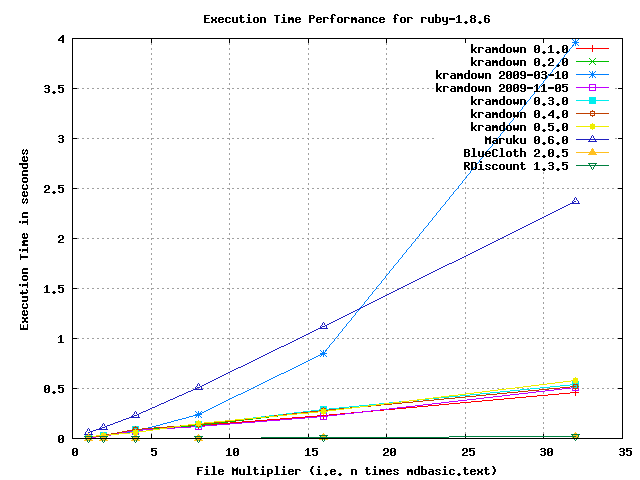 Execution Time Performance for ruby-1.8.6
4
3.5
3
2.5
2
1.5
1
0.5
0
Execution Time in secondes
kramdown 0.1.0
kramdown 0.2.0
kramdown 2009-03-10
kramdown 2009-11-05
kramdown 0.3.0
kramdown 0.4.0
kramdown 0.5.0
Maruku 0.6.0
BlueCloth 2.0.5
RDiscount 1.3.5
0 5 10 15 20 25 30 35
File Multiplier (i.e. n times mdbasic.text)